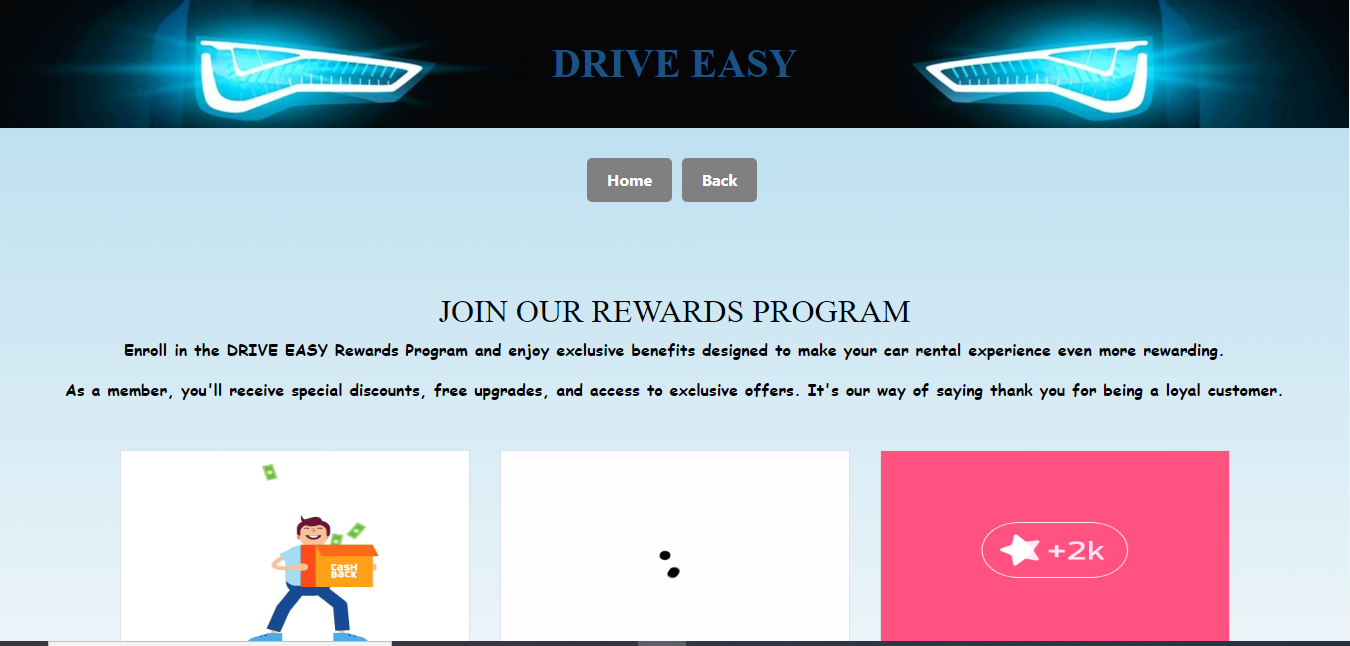 DRIVE EASY
Home
Back
JOIN OUR REWARDS PROGRAM
Enroll in the DRIVE EASY Rewards Program and enjoy exclusive benefits designed to make your car rental experience even more rewarding.
As a member, you'll receive special discounts, free upgrades, and access to exclusive offers. It's our way of saying thank you for being a loyal customer.
CASH
BACK
+2k